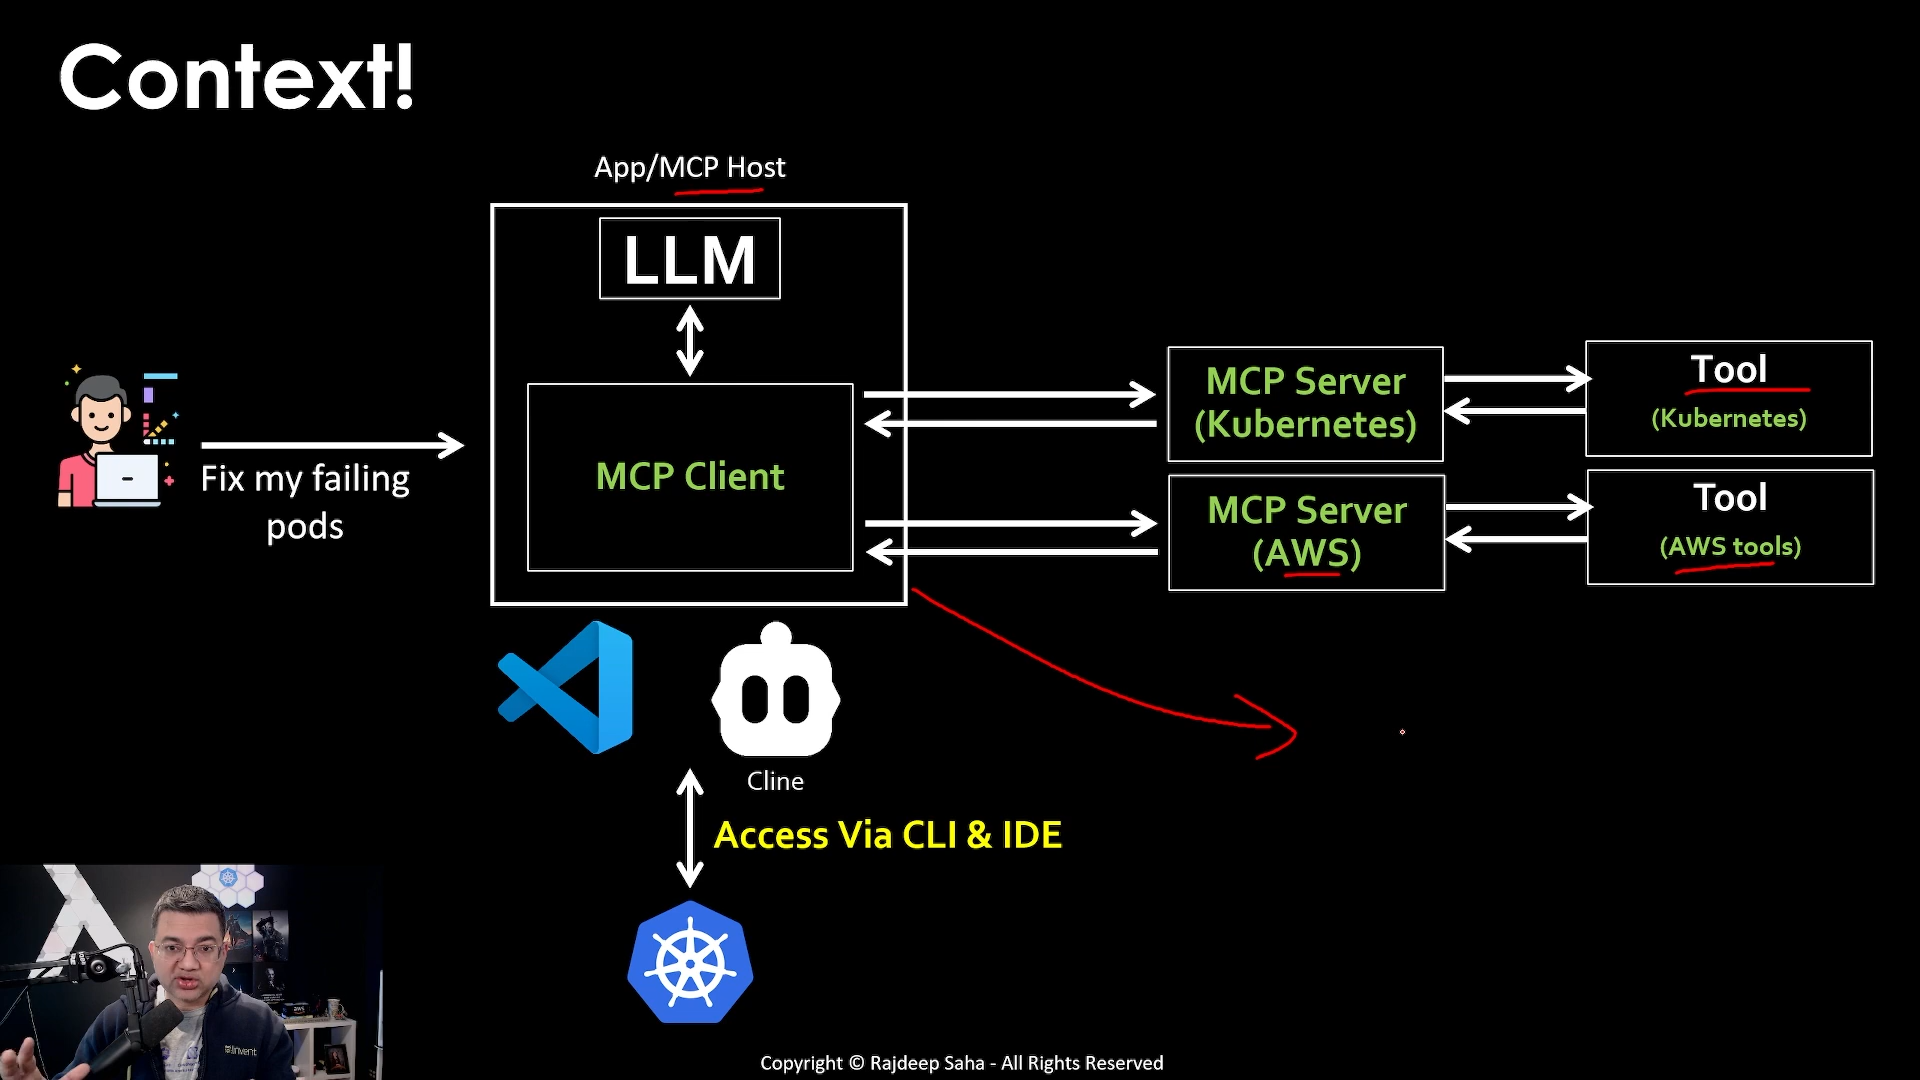 Context!
App/MCP Host
LLM
MCP Client
Fix my failing
pods
MCP Server
(Kubernetes)
Tool
(Kubernetes)
MCP Server
(AWS)
Tool
(AWS tools)
Cline
Access Via CLI & IDE
Copyright © Rajdeep Saha - All Rights Reserved